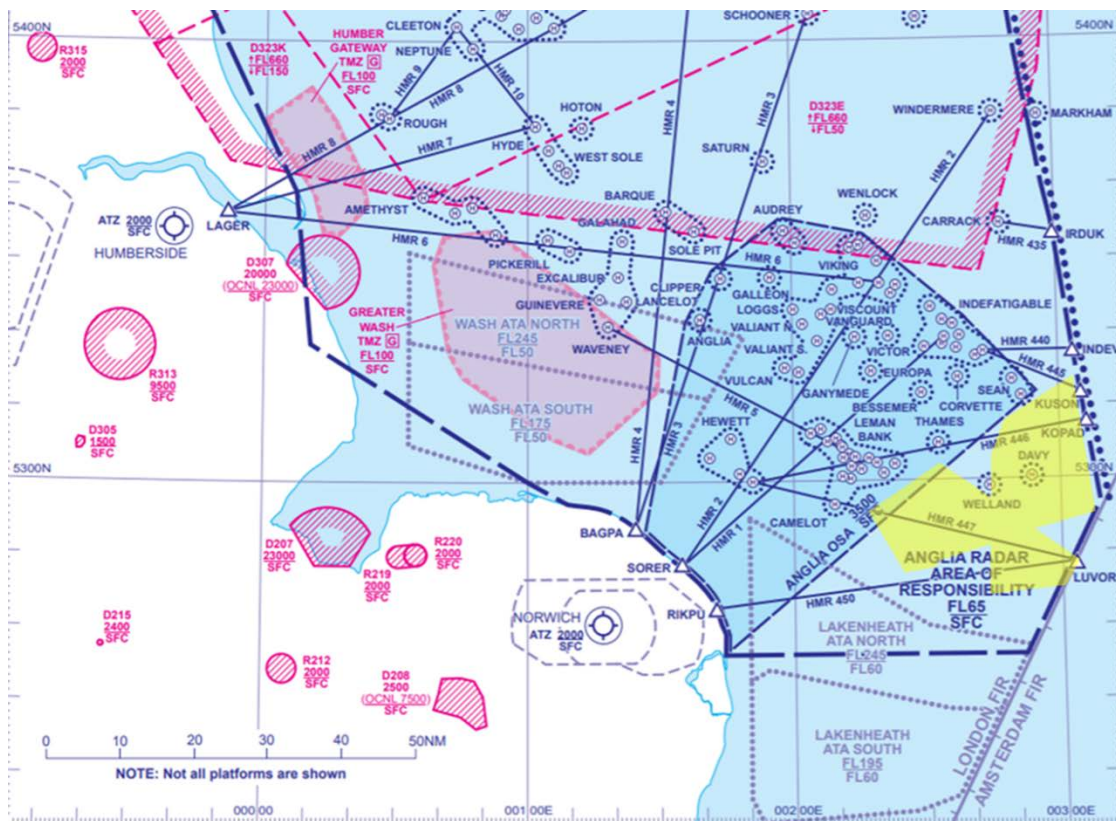 5400N
5400N
R315
2000
SFC
D323K
↑FL660
↓FL150
HUMBER
GATEWAY
TMZ G
FL100
SFC
CLEETON
NEPTUNE
SCHOONER
HMR 9
HMR 8
HMR 10
HMR 4
HMR 3
D323E
↑FL660
↓FL50
WINDERMERE
MARKHAM
ROUGH
HOTON
HMR 8
HMR 7
HYDE
WEST SOLE
SATURN
HMR 2
ATZ 2000
SFC
HUMBERSIDE
LAGER
AMETHYST
BARQUE
GALAHAD
AUDREY
WENLOCK
CARRACK
IRDUK
HMR 435
HMR 6
SOLE PIT
HMR 6
D307
20000
(OCNL 23000)
SFC
PICKERILL
EXCALIBUR
GUINEVERE
CLIPPER
LANCELOT
VIKING
GALLEON
LOGGS
VISCOUNT
VANGUARD
INDEFATIGABLE
GREATER
WASH
TMZ G
FL100
SFC
WASH ATA NORTH
FL245
FL50
WAVENEY
ANGLIA
VALIANT N.
VALIANT S.
VICTOR
HMR 440
INDEV
HMR 445
R313
9500
SFC
VULCAN
EUROPA
SEAN
KUSON
GANYMEDE
CORVETTE
WASH ATA SOUTH
FL175
FL50
HMR 5
BESSEMER
THAMES
KOPAD
D305
1500
SFC
HMR 4
HMR 3
HEWETT
LEMAN
BANK
HMR 446
DAVY
5300N
5300N
WELLAND
HMR 2
HMR 1
CAMELOT
3500
SFC
ANGLIA OSA
HMR 447
BAGPA
D207
23000
SFC
R220
2000
SFC
R219
2000
SFC
SORER
ANGLIA RADAR
AREA OF
RESPONSIBILITY
FL65
SFC
LUVOR
D215
2400
SFC
NORWICH
ATZ 2000
SFC
RIKPU
HMR 450
LAKENHEATH
ATA NORTH
FL245
FL60
R212
2000
SFC
D208
2500
(OCNL 7500)
SFC
LAKENHEATH
ATA SOUTH
FL195
FL60
LONDON FIR
AMSTERDAM FIR
0 10 20 30 40 50NM
NOTE: Not all platforms are shown
00000E
00100E
00200E
00300E